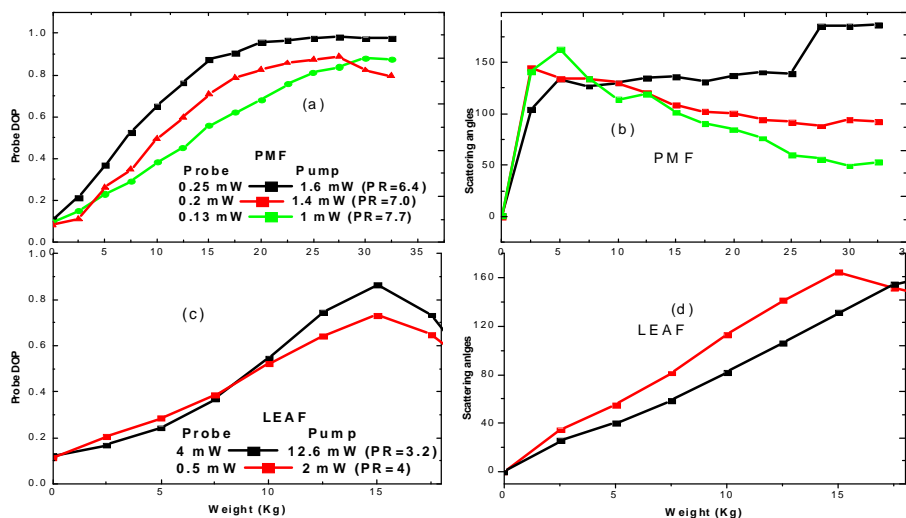 1.0
0.8
0.6
0.4
0.2
0.0
Probe DOP
(a)
PMF
Probe Pump
0.25 mW 1.6 mW (PR=6.4)
0.2 mW 1.4 mW (PR=7.0)
0.13 mW 1 mW (PR=7.7)
0 5 10 15 20 25 30 35
150
100
50
0
Scattering angles
(b)
PMF
0 5 10 15 20 25 30 3
1.0
0.8
0.6
0.4
0.2
0.0
Probe DOP
(c)
LEAF
Probe Pump
4 mW 12.6 mW (PR=3.2)
0.5 mW 2 mW (PR=4)
0 5 10 15
Weight (Kg)
160
120
80
40
0
Scattering anlges
(d)
LEAF
0 5 10 15
Weight (Kg)